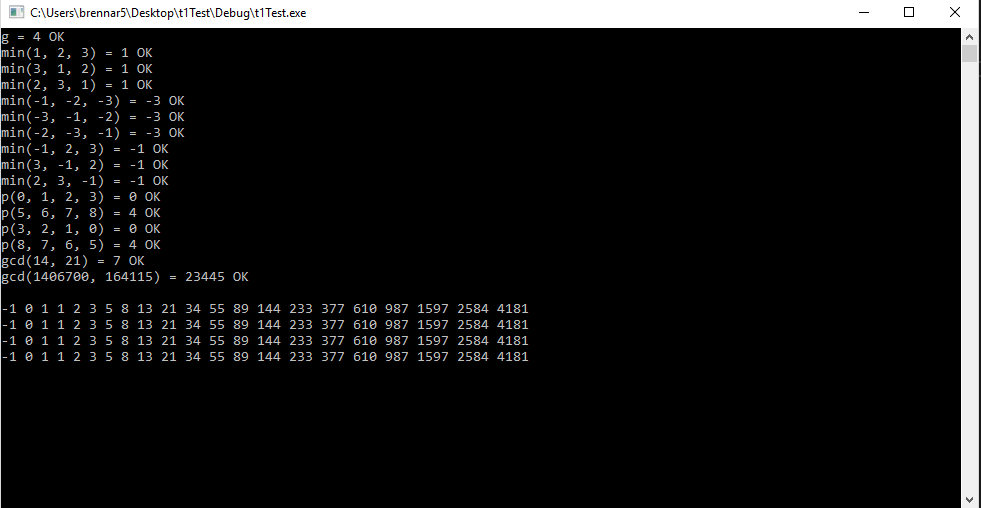 C:\Users\brennar5\Desktop\t1Test\Debug\t1Test.exe
g = 4 OK
min(1, 2, 3) = 1 OK
min(3, 1, 2) = 1 OK
min(2, 3, 1) = 1 OK
min(-1, -2, -3) = -3 OK
min(-3, -1, -2) = -3 OK
min(-2, -3, -1) = -3 OK
min(-1, 2, 3) = -1 OK
min(3, -1, 2) = -1 OK
min(2, 3, -1) = -1 OK
p(0, 1, 2, 3) = 0 OK
p(5, 6, 7, 8) = 4 OK
p(3, 2, 1, 0) = 0 OK
p(8, 7, 6, 5) = 4 OK
gcd(14, 21) = 7 OK
gcd(1406700, 164115) = 23445 OK
-1 0 1 1 2 3 5 8 13 21 34 55 89 144 233 377 610 987 1597 2584 4181
-1 0 1 1 2 3 5 8 13 21 34 55 89 144 233 377 610 987 1597 2584 4181
-1 0 1 1 2 3 5 8 13 21 34 55 89 144 233 377 610 987 1597 2584 4181
-1 0 1 1 2 3 5 8 13 21 34 55 89 144 233 377 610 987 1597 2584 4181